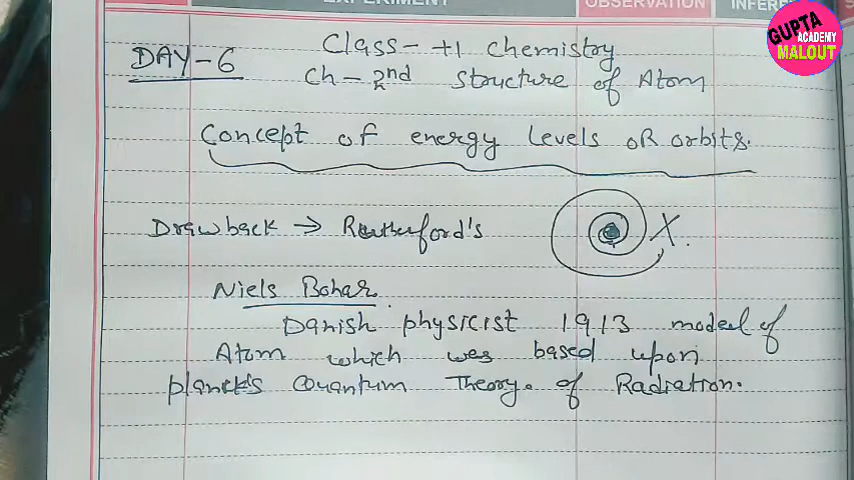 EXPERIMENT
OBSERVATION
INFERE
GUPTA
ACADEMY
MALOUT
DAY-6
Class- +1 Chemistry
Ch- 2nd Structure of Atom
Concept of energy levels OR orbits.
Drawback → Rutherford's X.
Niels Bohar.
Danish physicist 1913 model of
Atom which was based upon
planck's Quantum Theory. of Radiation.